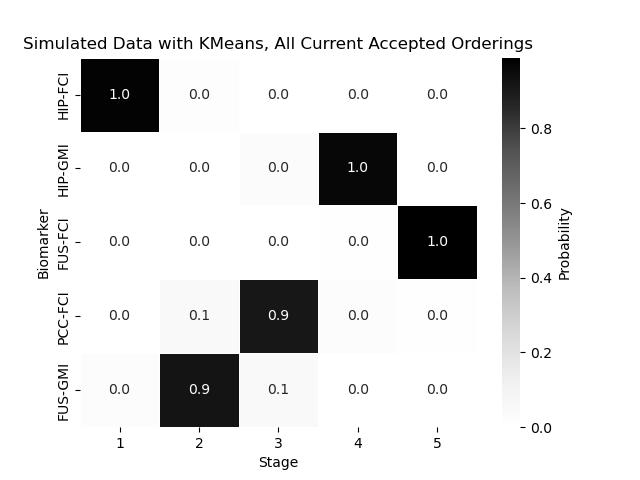 Simulated Data with KMeans, All Current Accepted Orderings
Biomarker
HIP-FCI
1.0 0.0 0.0 0.0 0.0
HIP-GMI
0.0 0.0 0.0 1.0 0.0
FUS-FCI
0.0 0.0 0.0 0.0 1.0
PCC-FCI
0.0 0.1 0.9 0.0 0.0
FUS-GMI
0.0 0.9 0.1 0.0 0.0
1 2 3 4 5
Stage
0.8
0.6
0.4
0.2
0.0
Probability